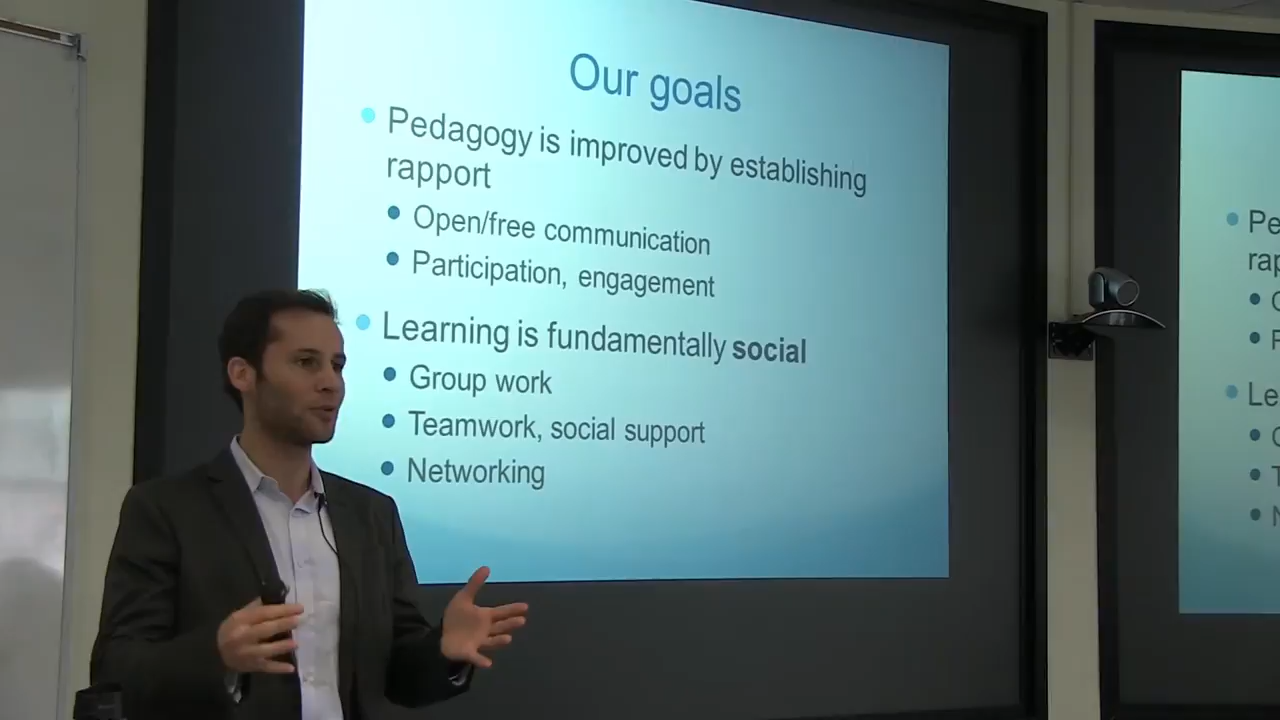 Our goals
Pedagogy is improved by establishing
rapport
Open/free communication
Participation, engagement
Learning is fundamentally social
Group work
Teamwork, social support
Networking